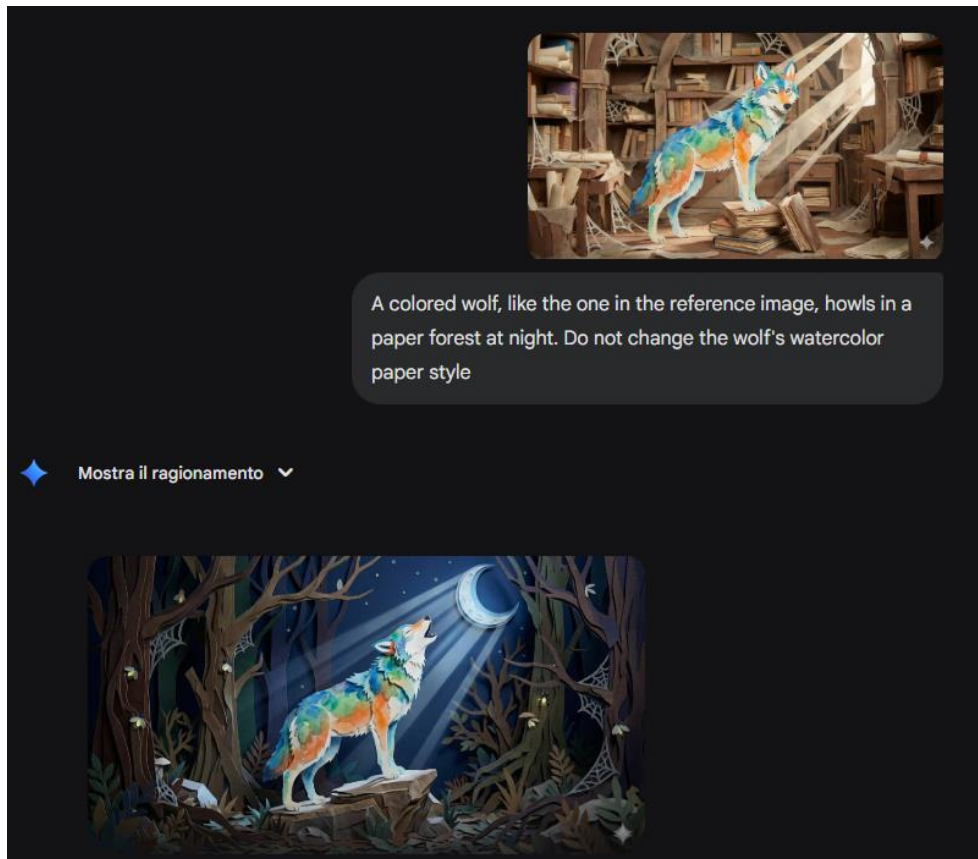 A colored wolf, like the one in the reference image, howls in a
paper forest at night. Do not change the wolf's watercolor
paper style
Mostra il ragionamento